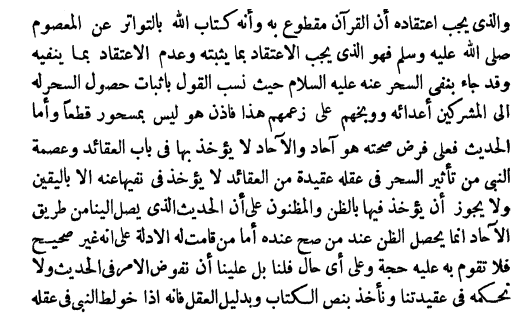 والذى يجب اعتقاده أن القرآن مقطوع به وأنه كتاب الله بالتواتر عن المعصوم
صلى الله عليه وسلم فهو الذى يجب الاعتقاد بما يثبته وعدم الاعتقاد بما ينفيه
وقد جاء بنفى السحر عنه عليه السلام حيث نسب القول باثبات حصول السحر له
الى المشركين أعدائه ووبخهم على زعمهم هذا فاذن هو ليس بمسحور قطعاً وأما
الحديث فعلى فرض صحته هو آحاد والآحاد لا يؤخذ بها فى باب العقائد وعصمة
النبى من تأثير السحر فى عقله عقيدة من العقائد لا يؤخذ فى نفيها عنه الا باليقين
ولا يجوز أن يؤخذ فيها بالظن والمظنون على أن الحديث الذى يصل الينا من طريق
الآحاد انما يحصل الظن عند من صح عنده أما من قامت له الادلة على انه غير صحيح
فلا تقوم به عليه حجة وعلى أى حال فلنا بل علينا أن نفوض الامر فى الحديث ولا
نحكمه فى عقيدتنا ونأخذ بنص الكتاب وبدليل العقل فانه اذا خولط النبى فى عقله